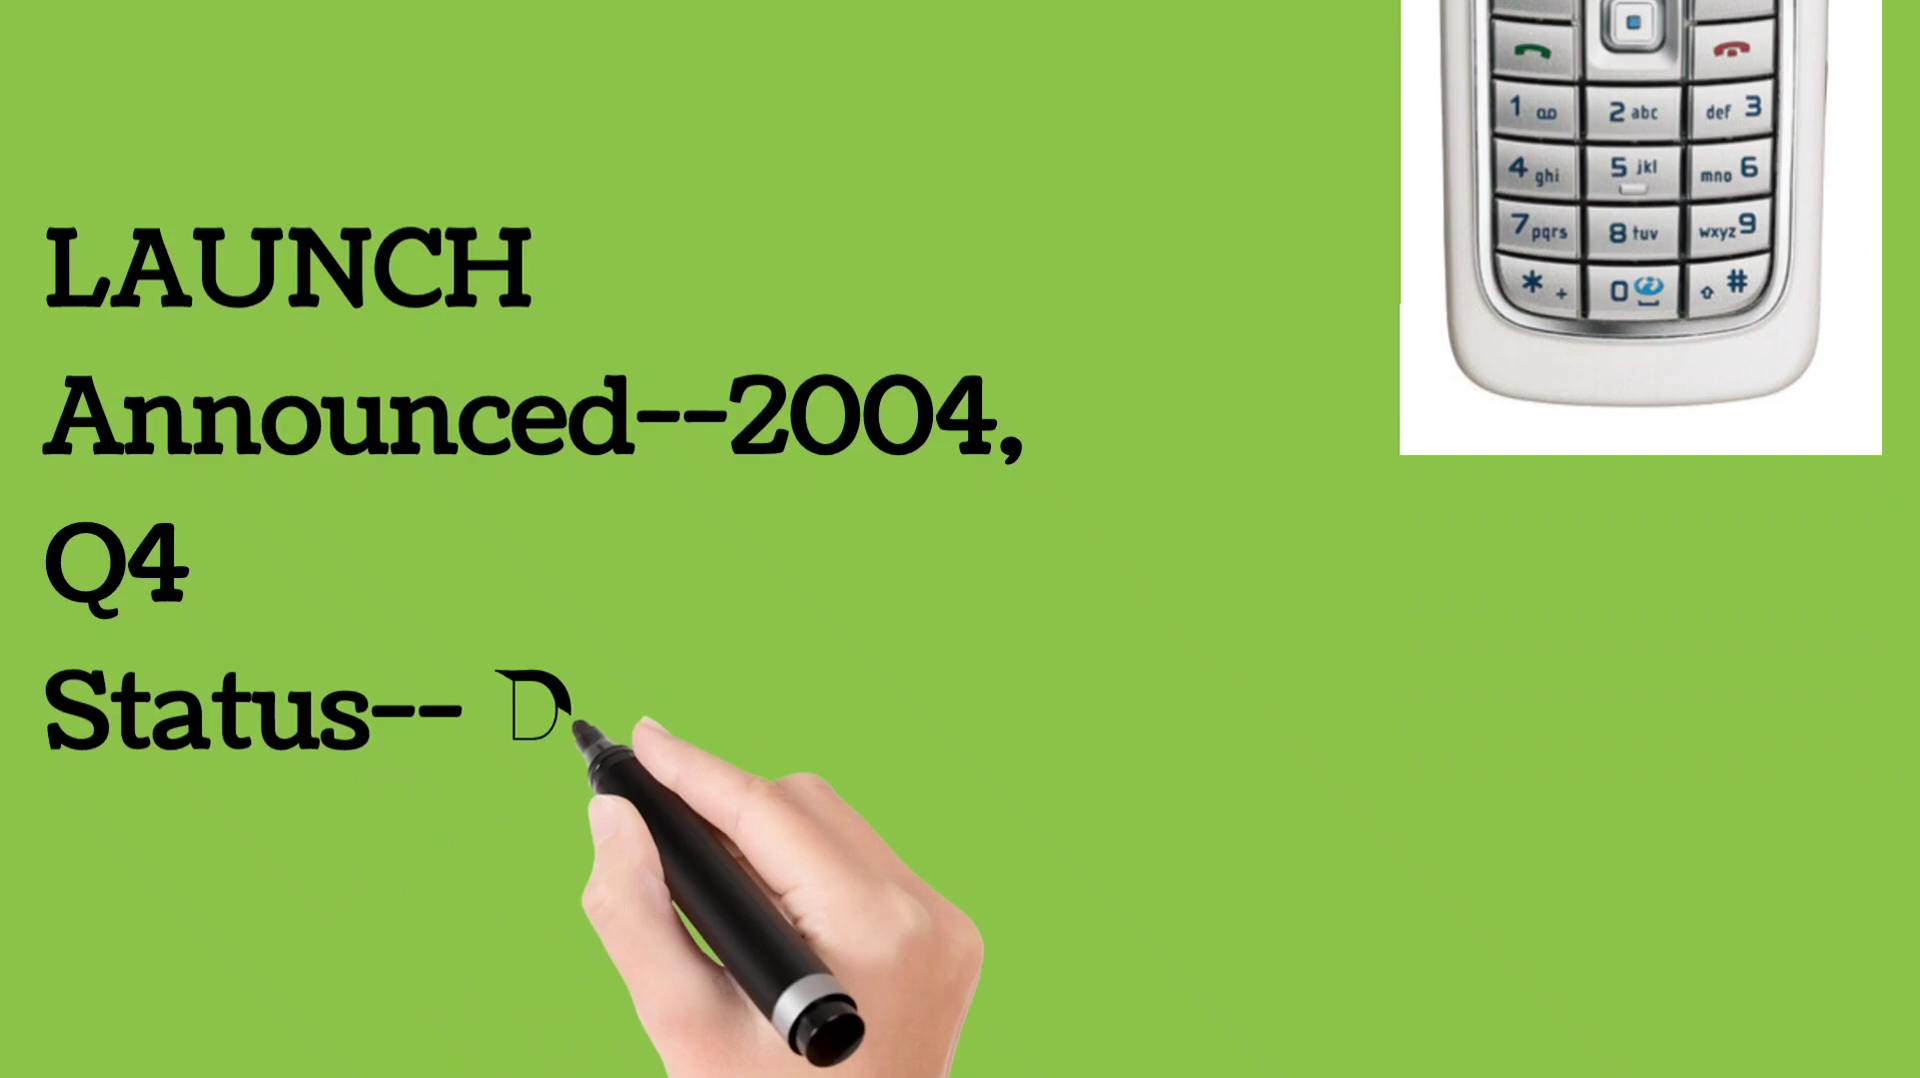 LAUNCH
Announced--2004,
Q4
Status-- D
1
2 abc
def 3
4 ghi
5 jkl
mno 6
7 pqrs
8 tuv
wxyz 9
* +
0
#